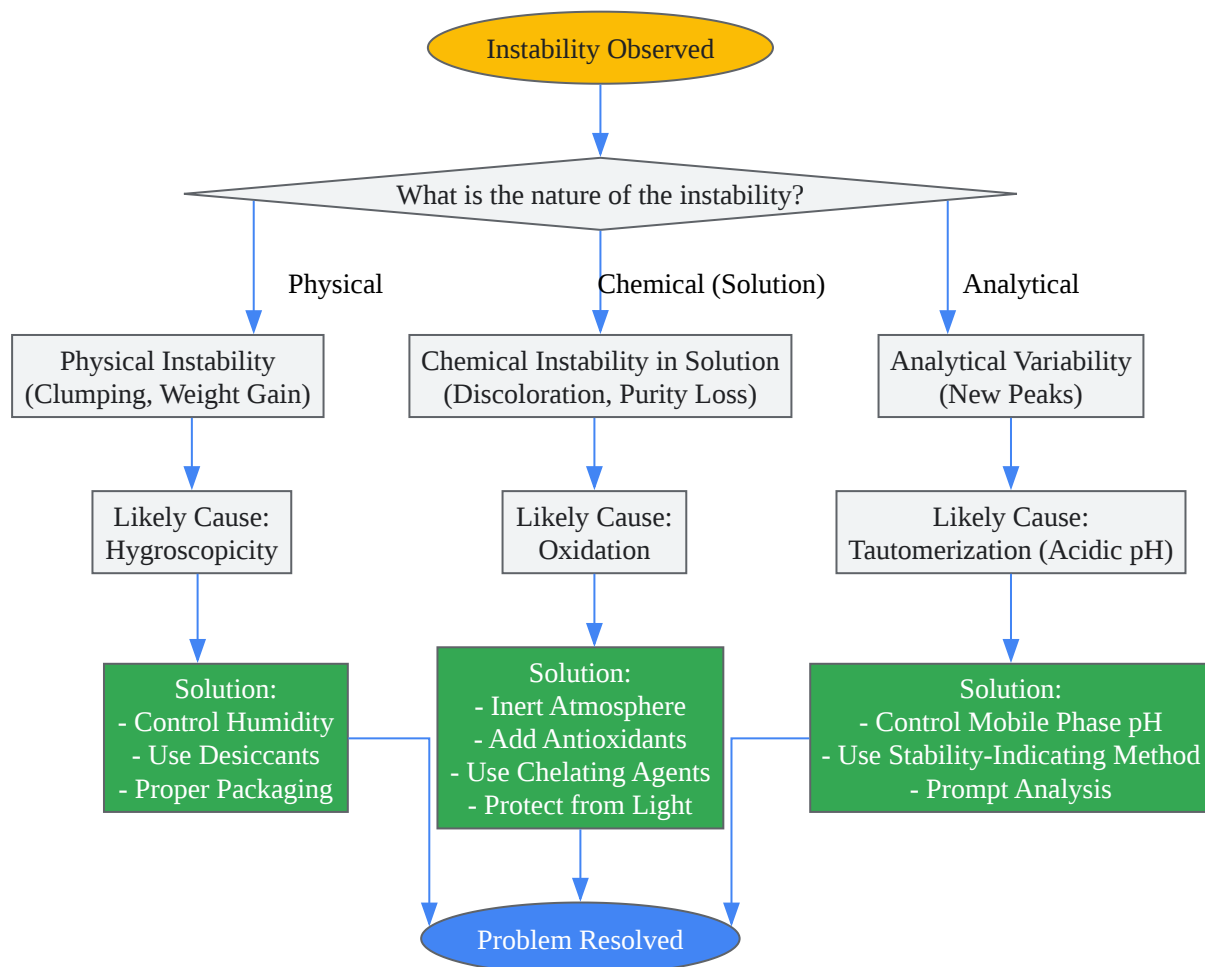 Instability Observed
What is the nature of the instability?
Physical
Chemical (Solution)
Analytical
Physical Instability
(Clumping, Weight Gain)
Chemical Instability in Solution
(Discoloration, Purity Loss)
Analytical Variability
(New Peaks)
Likely Cause:
Hygroscopicity
Likely Cause:
Oxidation
Likely Cause:
Tautomerization (Acidic pH)
Solution:
- Control Humidity
- Use Desiccants
- Proper Packaging
Solution:
- Inert Atmosphere
- Add Antioxidants
- Use Chelating Agents
- Protect from Light
Solution:
- Control Mobile Phase pH
- Use Stability-Indicating Method
- Prompt Analysis
Problem Resolved